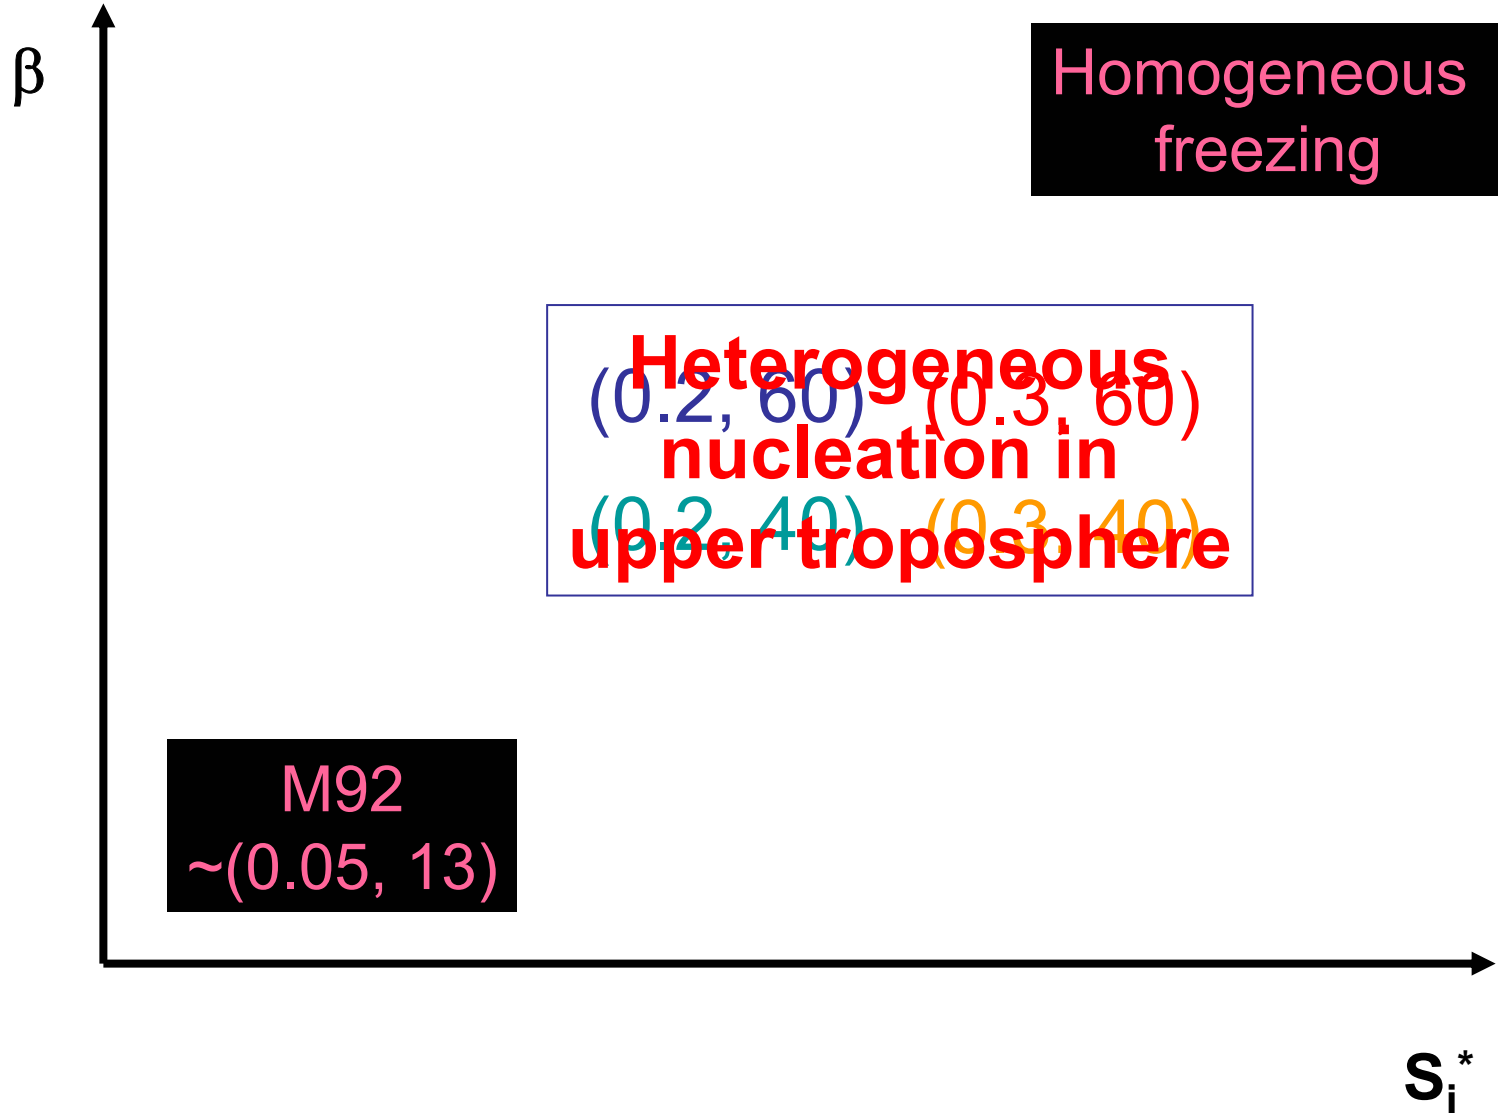 β
Homogeneous
freezing
Heterogeneous
(0.2, 60) (0.3, 60)
nucleation in
(0.2, 40) (0.3, 40)
upper troposphere
M92
~(0.05, 13)
Si*